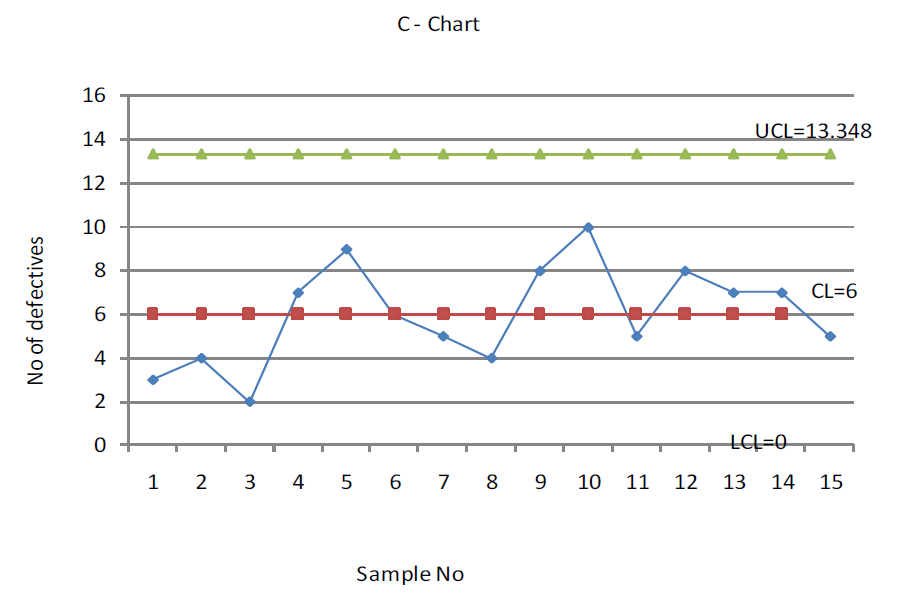 C - Chart
16
UCL=13.348
14
12
10
8
CL=6
6
4
2
LCL=0
0
1 2 3 4 5 6 7 8 9 10 11 12 13 14 15
No of defectives
Sample No